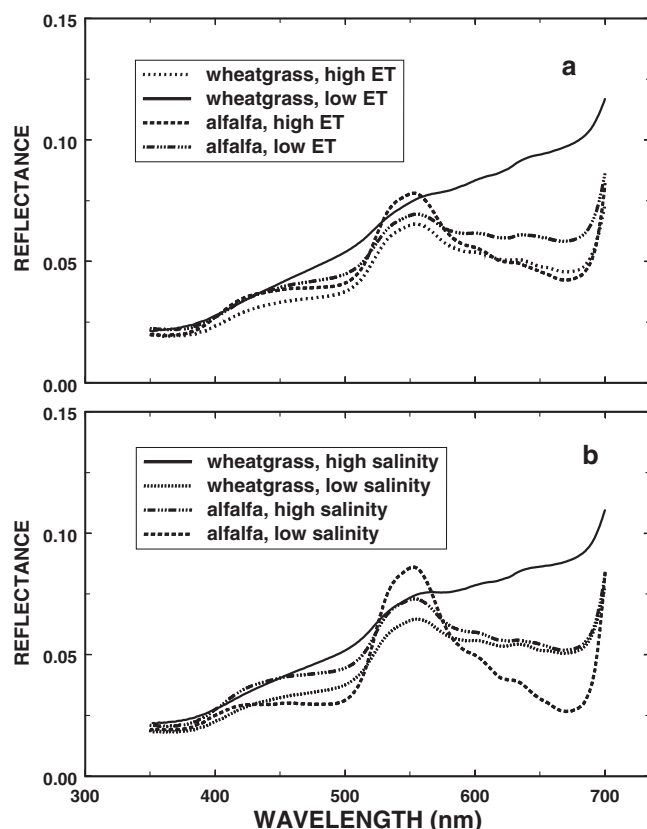 0.15
a
wheatgrass, high ET
wheatgrass, low ET
alfalfa, high ET
alfalfa, low ET
0.10
REFLECTANCE
0.05
0.00
0.15
b
wheatgrass, high salinity
wheatgrass, low salinity
alfalfa, high salinity
alfalfa, low salinity
0.10
REFLECTANCE
0.05
0.00
300 400 500 600 700
WAVELENGTH (nm)